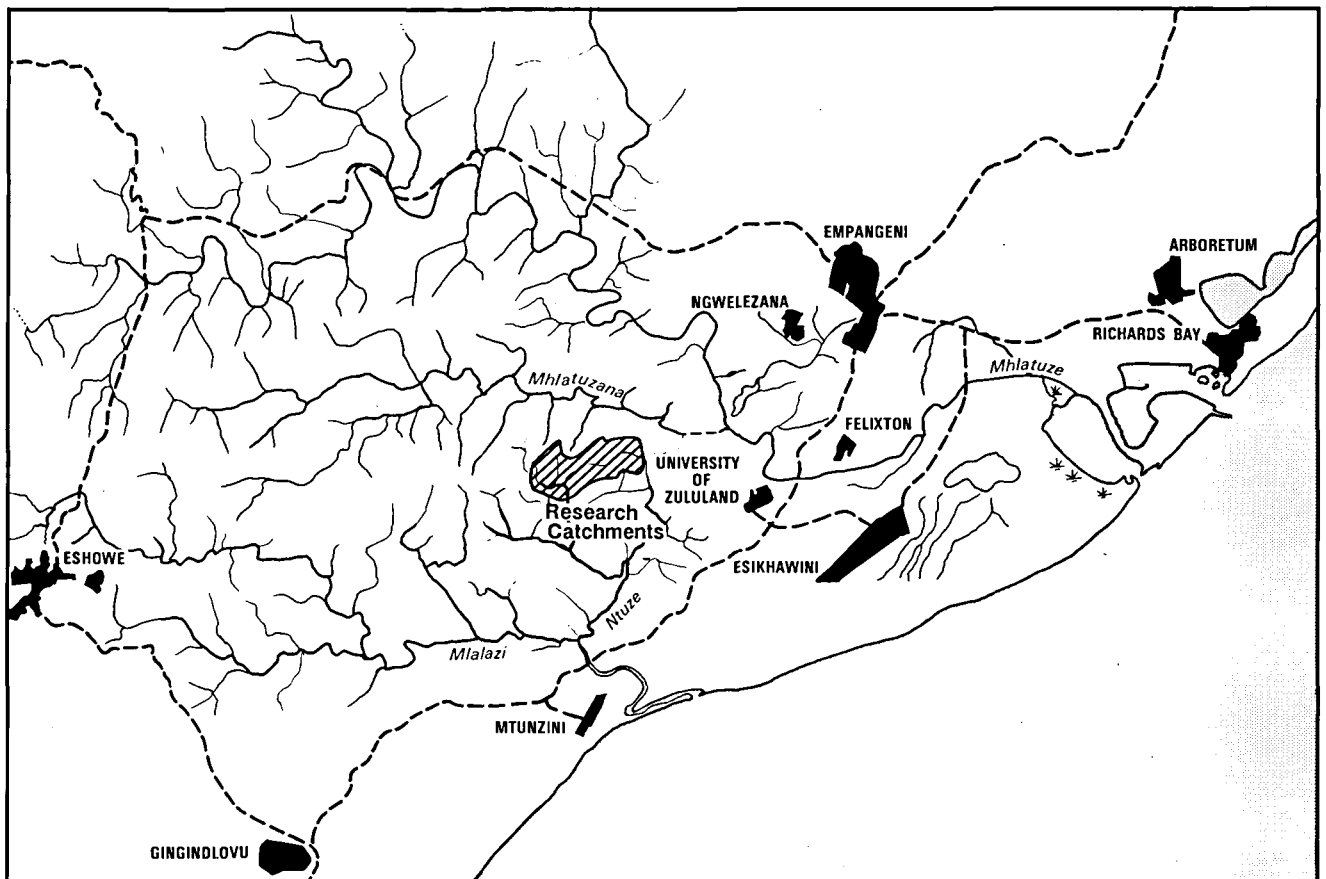 EMPANGENI
ARBORETUM
NGWELEZANA
RICHARDS BAY
Mhlatuze
Mhlatuzana
FELIXTON
UNIVERSITY
OF
ZULULAND
Research
Catchments
ESHOWE
ESIKHAWINI
Ntuze
Mlalazi
MTUNZINI
GINGINDLOVU